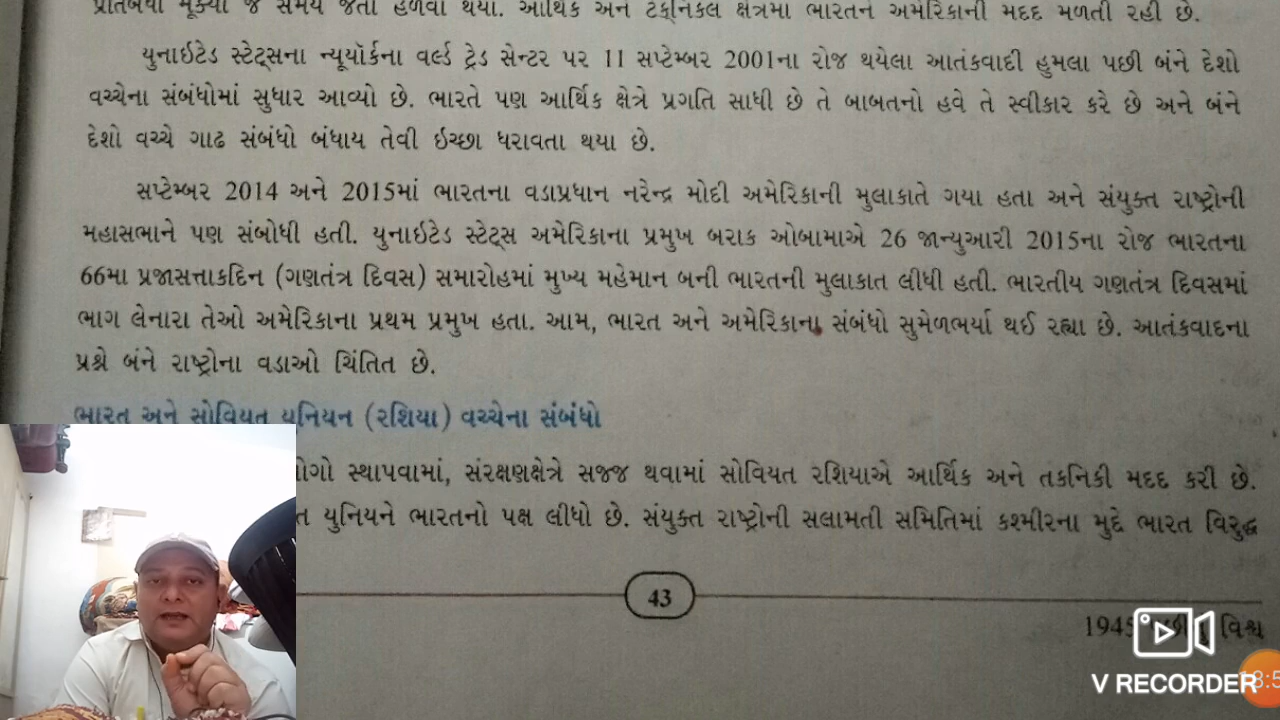 પ્રતિબંધો મૂક્યા જે સમય જતાં હળવા થયા. આર્થિક અને ટેક્નિકલ ક્ષેત્રમાં ભારતને અમેરિકાની મદદ મળતી રહી છે.
યુનાઇટેડ સ્ટેટ્સના ન્યૂયૉર્કના વર્લ્ડ ટ્રેડ સેન્ટર પર 11 સપ્ટેમ્બર 2001ના રોજ થયેલા આતંકવાદી હુમલા પછી બંને દેશો
વચ્ચેના સંબંધોમાં સુધાર આવ્યો છે. ભારતે પણ આર્થિક ક્ષેત્રે પ્રગતિ સાધી છે તે બાબતનો હવે તે સ્વીકાર કરે છે અને બંને
દેશો વચ્ચે ગાઢ સંબંધો બંધાય તેવી ઇચ્છા ધરાવતા થયા છે.
સપ્ટેમ્બર 2014 અને 2015માં ભારતના વડાપ્રધાન નરેન્દ્ર મોદી અમેરિકાની મુલાકાતે ગયા હતા અને સંયુક્ત રાષ્ટ્રોની
મહાસભાને પણ સંબોધી હતી. યુનાઇટેડ સ્ટેટ્સ અમેરિકાના પ્રમુખ બરાક ઓબામાએ 26 જાન્યુઆરી 2015ના રોજ ભારતના
66મા પ્રજાસત્તાકદિન (ગણતંત્ર દિવસ) સમારોહમાં મુખ્ય મહેમાન બની ભારતની મુલાકાત લીધી હતી. ભારતીય ગણતંત્ર દિવસમાં
ભાગ લેનારા તેઓ અમેરિકાના પ્રથમ પ્રમુખ હતા. આમ, ભારત અને અમેરિકાના સંબંધો સુમેળભર્યા થઈ રહ્યા છે. આતંકવાદના
પ્રશ્ને બંને રાષ્ટ્રોના વડાઓ ચિંતિત છે.
ભારત અને સોવિયત યુનિયન (રશિયા) વચ્ચેના સંબંધો
સ્થાપવામાં, સંરક્ષણક્ષેત્રે સજ્જ થવામાં સોવિયત રશિયાએ આર્થિક અને તકનિકી મદદ કરી છે.
યુનિયને ભારતનો પક્ષ લીધો છે. સંયુક્ત રાષ્ટ્રોની સલામતી સમિતિમાં કશ્મીરના મુદ્દે ભારત વિરુદ્ધ
43
1945 વિશ્વ
V RECORDER